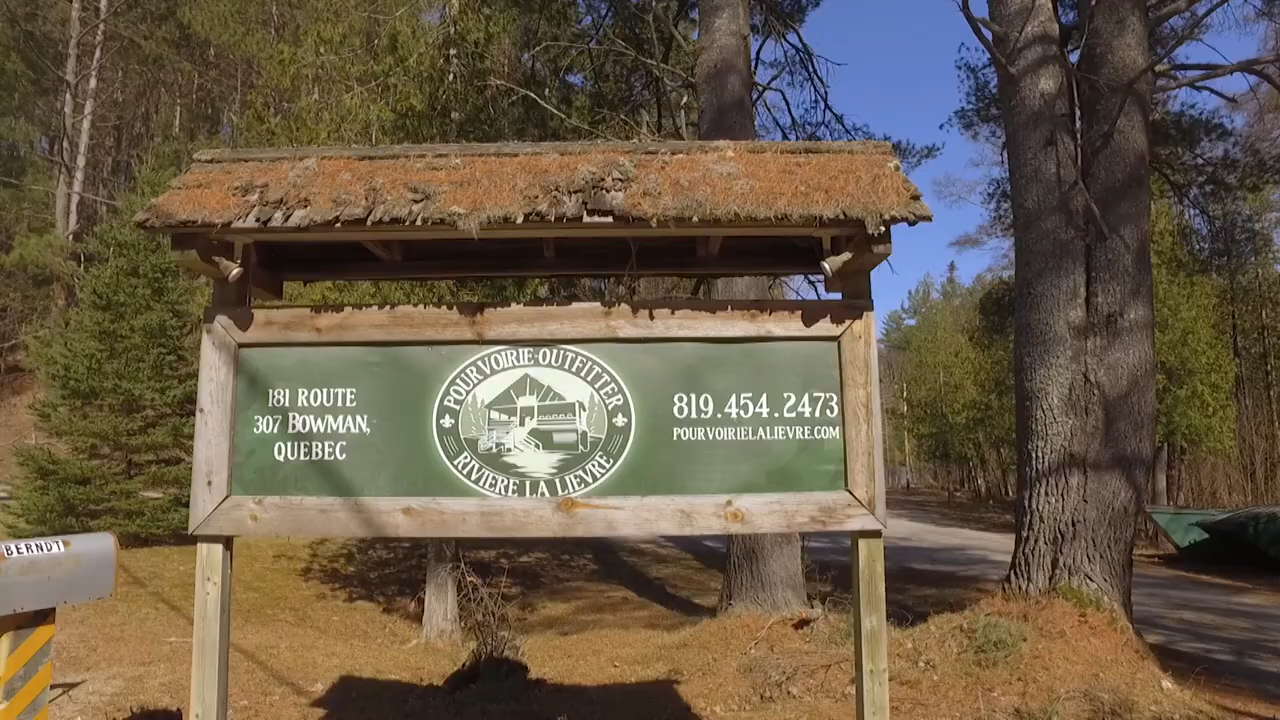 181 ROUTE
307 BOWMAN,
QUEBEC
POURVOIRIE·OUTFITTER
RIVIERE LA LIEVRE
819.454.2473
POURVOIRIELALIEVRE.COM
BERNDT